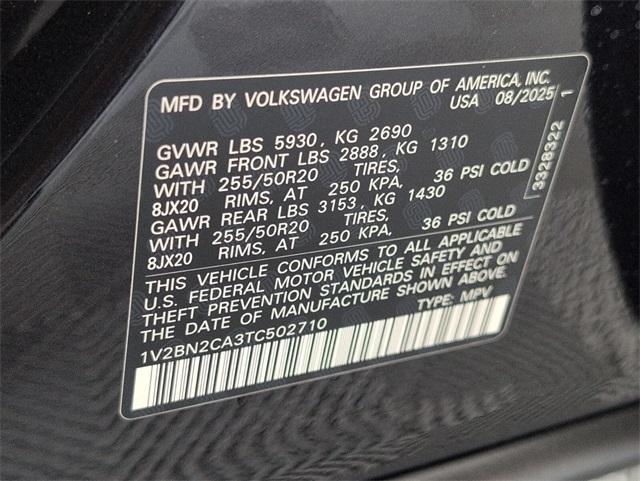 MFD BY VOLKSWAGEN GROUP OF AMERICA, INC.
USA 08/2025
GVWR LBS 5930, KG 2690
GAWR FRONT LBS 2888, KG 1310
WITH 255/50R20 TIRES,
8JX20 RIMS, AT 250 KPA, 36 PSI COLD
GAWR REAR LBS 3153, KG 1430
WITH 255/50R20 TIRES,
8JX20 RIMS, AT 250 KPA, 36 PSI COLD
THIS VEHICLE CONFORMS TO ALL APPLICABLE
U.S. FEDERAL MOTOR VEHICLE SAFETY AND
THEFT PREVENTION STANDARDS IN EFFECT ON
THE DATE OF MANUFACTURE SHOWN ABOVE.
TYPE: MPV
1V2BN2CA3TC502710
3328322
1